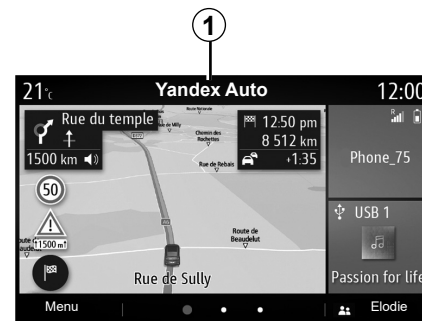 1
21°c Yandex Auto 12:00
Rue du temple
1500 km
12:50 pm
8 512 km
+1:35
Phone_75
Chemin des
Rochettes
Rue de Rebais
50
1500 m
USB 1
Route de
Beaudelut
Rue de Sully
Passion for life
Menu
Elodie